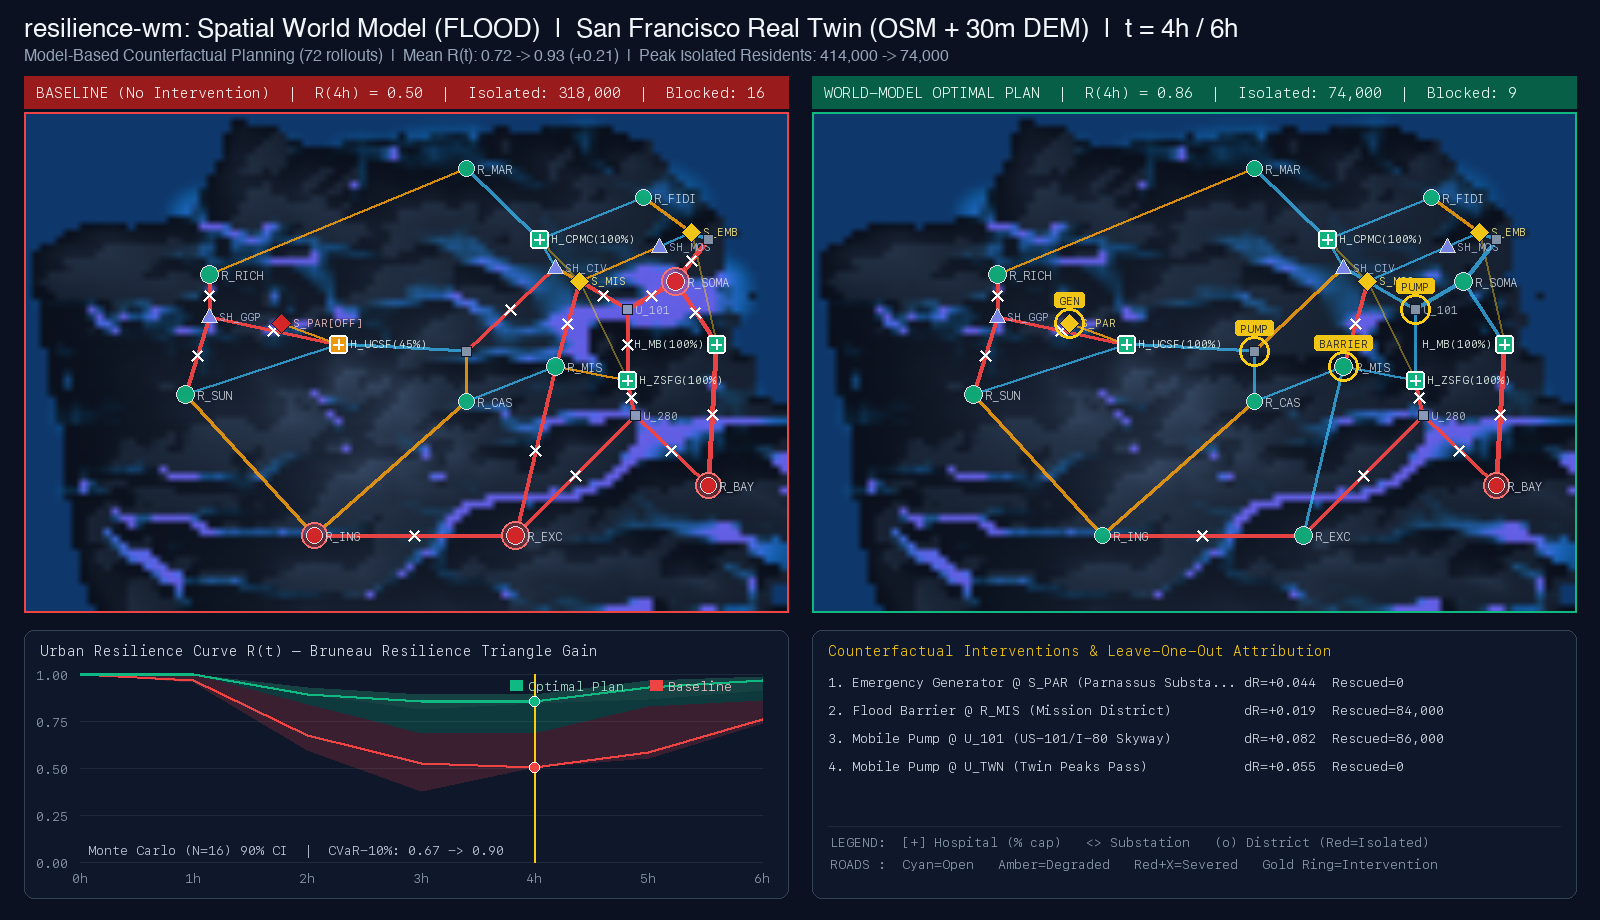 resilience-wm: Spatial World Model (FLOOD) | San Francisco Real Twin (OSM + 30m DEM) | t = 4h / 6h
Model-Based Counterfactual Planning (72 rollouts) | Mean R(t): 0.72 -> 0.93 (+0.21) | Peak Isolated Residents: 414,000 -> 74,000
BASELINE (No Intervention) | R(4h) = 0.50 | Isolated: 318,000 | Blocked: 16
R_MAR
R_FIDI
S_EMB
H_CPMC(100%)
SH_MOS
SH_CIV
R_RICH
S_MIS
R_SOMA
U_101
SH_GGP
S_PAR[OFF]
H_UCSF(45%)
H_MB(100%)
R_MIS
H_ZSFG(100%)
R_SUN
R_CAS
U_280
R_BAY
R_ING
R_EXC
WORLD-MODEL OPTIMAL PLAN | R(4h) = 0.86 | Isolated: 74,000 | Blocked: 9
R_MAR
R_FIDI
S_EMB
H_CPMC(100%)
SH_MOS
SH_CIV
R_RICH
R_SOMA
PUMP
GEN
U_101
SH_GGP
S_PAR
PUMP
H_UCSF(100%)
BARRIER
H_MB(100%)
R_MIS
H_ZSFG(100%)
R_SUN
R_CAS
U_280
R_BAY
R_ING
R_EXC
Urban Resilience Curve R(t) — Bruneau Resilience Triangle Gain
Optimal Plan
Baseline
1.00
0.75
0.50
0.25
0.00
Monte Carlo (N=16) 90% CI | CVaR-10%: 0.67 -> 0.90
0h 1h 2h 3h 4h 5h 6h
Counterfactual Interventions & Leave-One-Out Attribution
1. Emergency Generator @ S_PAR (Parnassus Substa... dR=+0.044 Rescued=0
2. Flood Barrier @ R_MIS (Mission District) dR=+0.019 Rescued=84,000
3. Mobile Pump @ U_101 (US-101/I-80 Skyway) dR=+0.082 Rescued=86,000
4. Mobile Pump @ U_TWN (Twin Peaks Pass) dR=+0.055 Rescued=0
LEGEND: [+] Hospital (% cap) <> Substation (o) District (Red=Isolated)
ROADS : Cyan=Open Amber=Degraded Red+X=Severed Gold Ring=Intervention